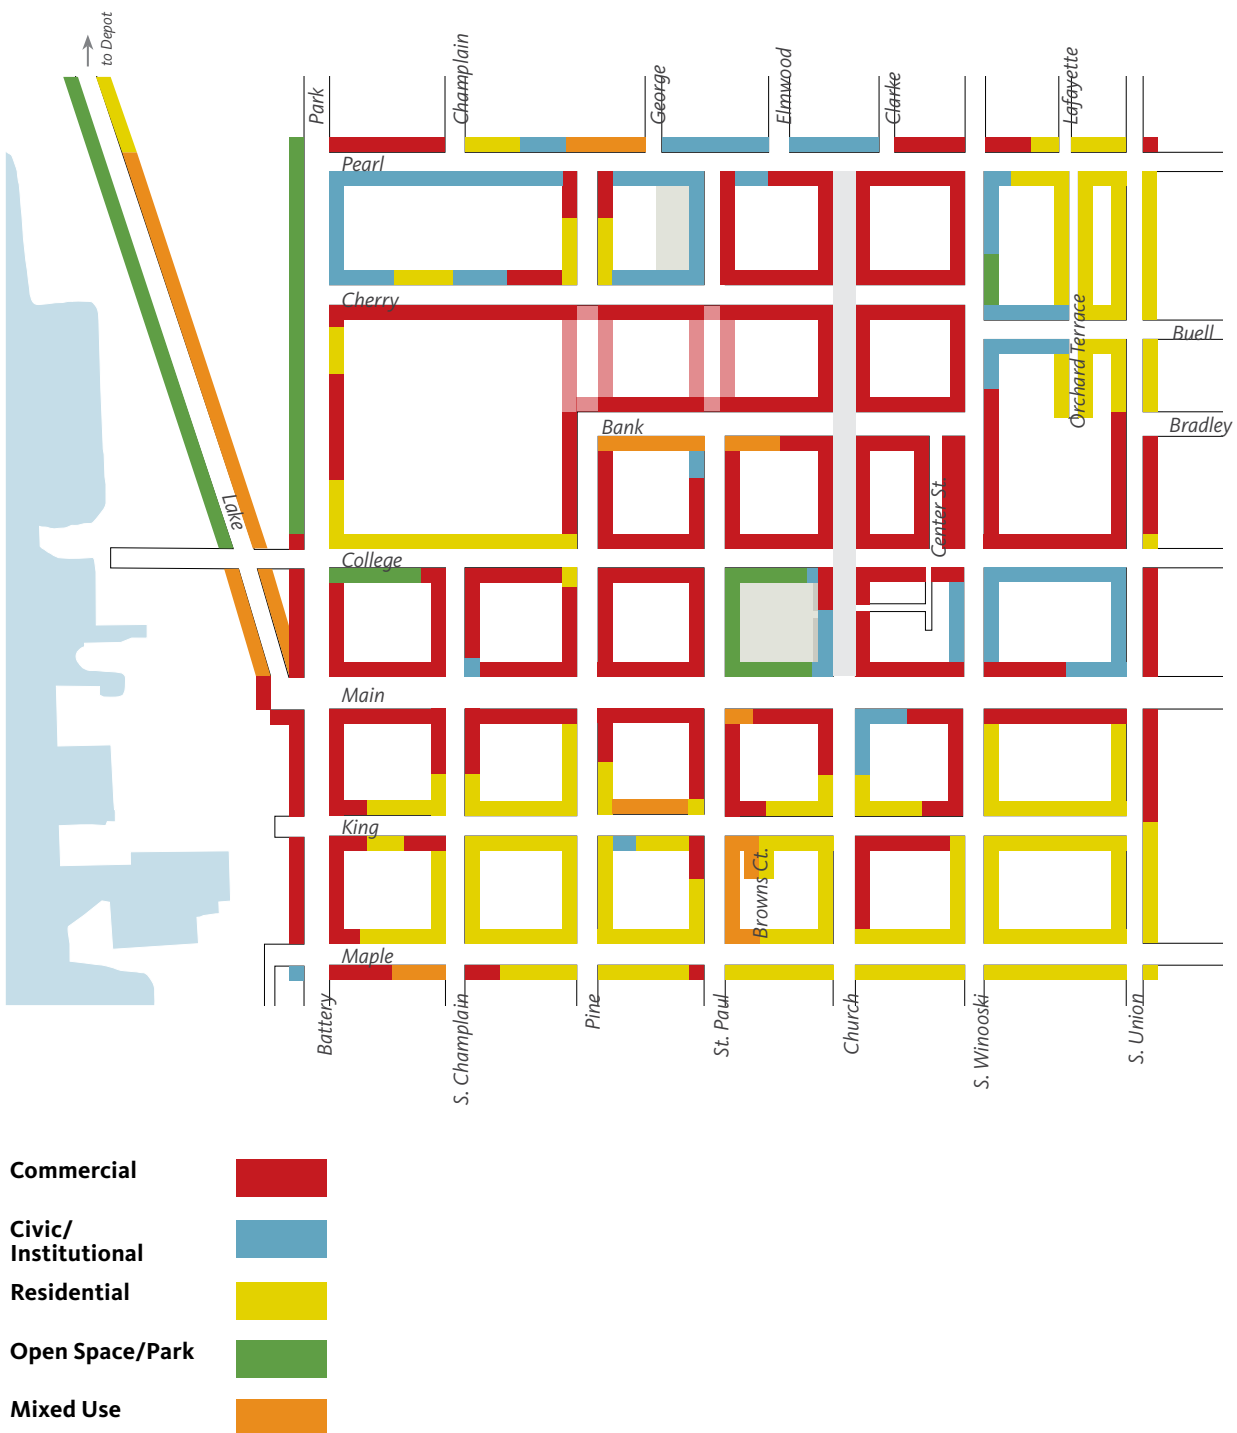 to Depot
Park
Champlain
George
Elmwood
Clarke
Lafayette
Pearl
Cherry
Orchard Terrace
Buell
Bank
Bradley
Lake
Center St.
College
Main
King
Browns Ct.
Maple
Battery
S. Champlain
Pine
St. Paul
Church
S. Winooski
S. Union
Commercial
Civic/
Institutional
Residential
Open Space/Park
Mixed Use